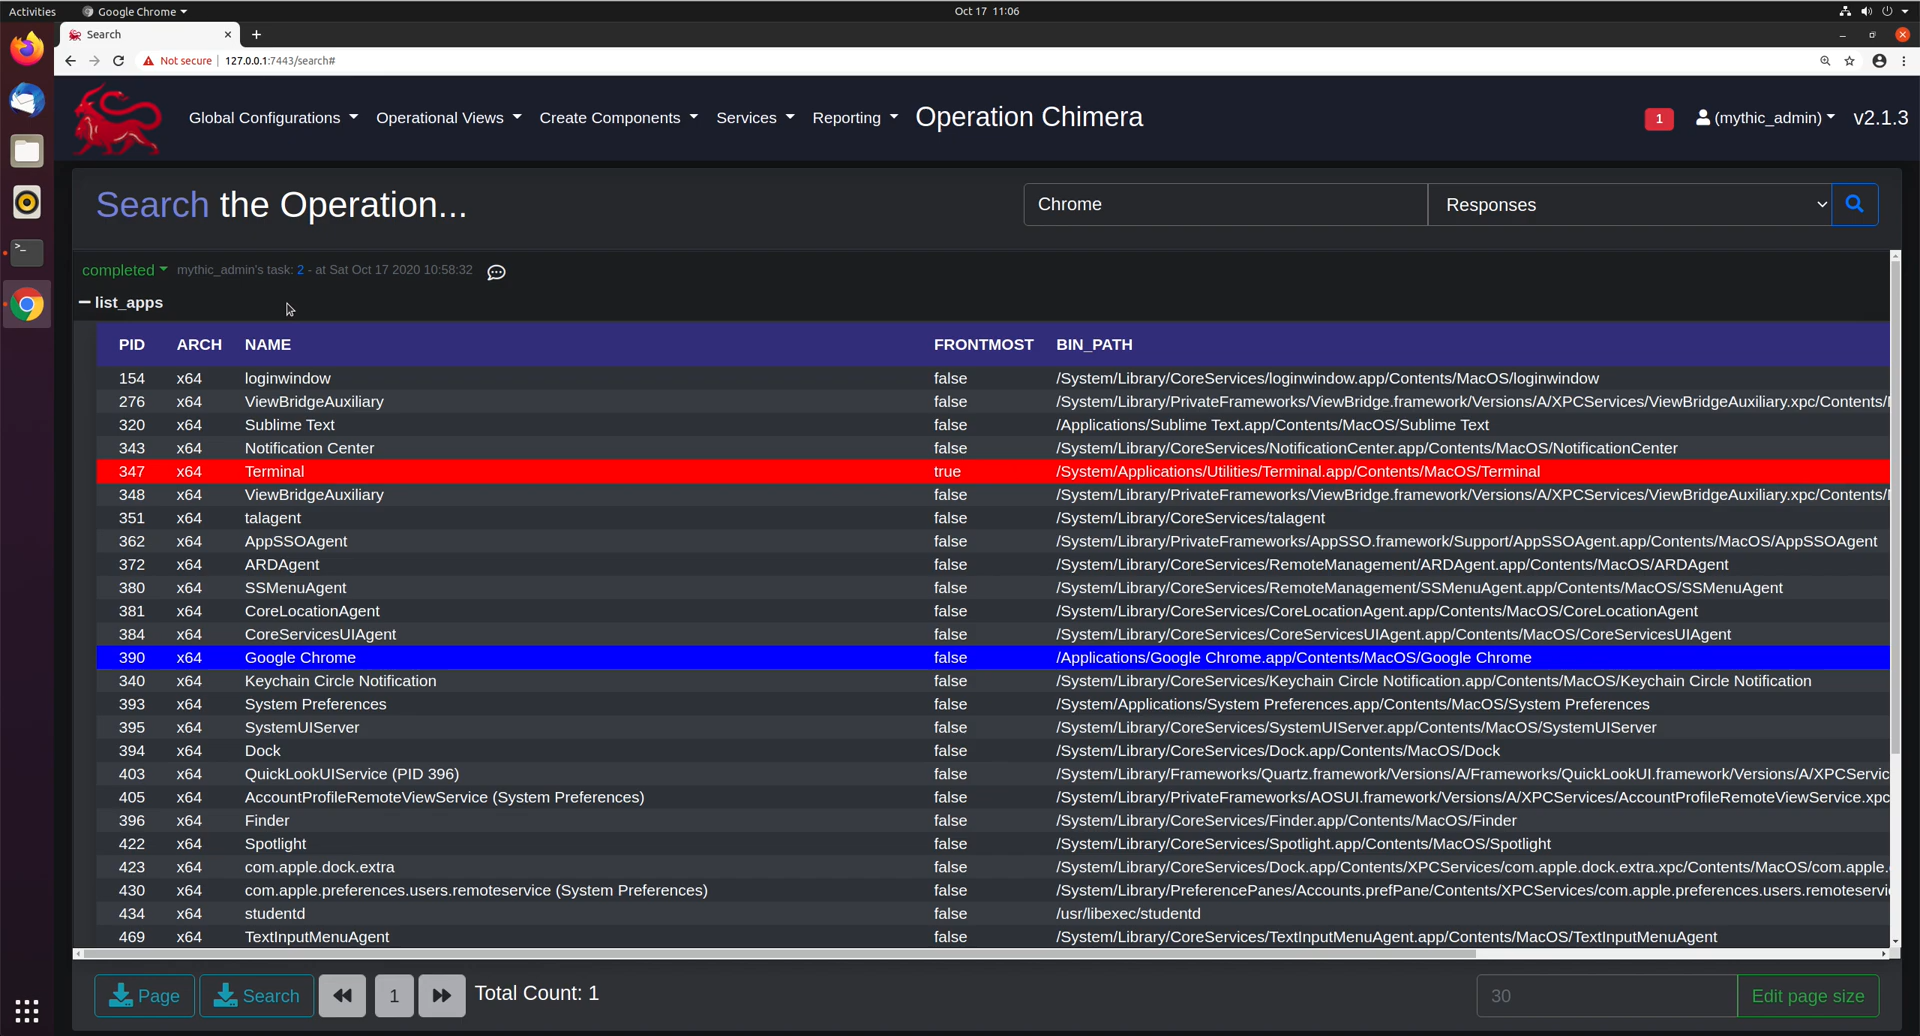 Activities Google Chrome Oct 17 11:06
Search
Not secure 127.0.0.1:7443/search#
Global Configurations Operational Views Create Components Services Reporting Operation Chimera 1 (mythic_admin) v2.1.3
Search the Operation... Chrome Responses
completed mythic_admin's task: 2 - at Sat Oct 17 2020 10:58:32
list_apps
PID ARCH NAME FRONTMOST BIN_PATH
154 x64 loginwindow false /System/Library/CoreServices/loginwindow.app/Contents/MacOS/loginwindow
276 x64 ViewBridgeAuxiliary false /System/Library/PrivateFrameworks/ViewBridge.framework/Versions/A/XPCServices/ViewBridgeAuxiliary.xpc/Contents/
320 x64 Sublime Text false /Applications/Sublime Text.app/Contents/MacOS/Sublime Text
343 x64 Notification Center false /System/Library/CoreServices/NotificationCenter.app/Contents/MacOS/NotificationCenter
347 x64 Terminal true /System/Applications/Utilities/Terminal.app/Contents/MacOS/Terminal
348 x64 ViewBridgeAuxiliary false /System/Library/PrivateFrameworks/ViewBridge.framework/Versions/A/XPCServices/ViewBridgeAuxiliary.xpc/Contents/
351 x64 talagent false /System/Library/CoreServices/talagent
362 x64 AppSSOAgent false /System/Library/PrivateFrameworks/AppSSO.framework/Support/AppSSOAgent.app/Contents/MacOS/AppSSOAgent
372 x64 ARDAgent false /System/Library/CoreServices/RemoteManagement/ARDAgent.app/Contents/MacOS/ARDAgent
380 x64 SSMenuAgent false /System/Library/CoreServices/RemoteManagement/SSMenuAgent.app/Contents/MacOS/SSMenuAgent
381 x64 CoreLocationAgent false /System/Library/CoreServices/CoreLocationAgent.app/Contents/MacOS/CoreLocationAgent
384 x64 CoreServicesUIAgent false /System/Library/CoreServices/CoreServicesUIAgent.app/Contents/MacOS/CoreServicesUIAgent
390 x64 Google Chrome false /Applications/Google Chrome.app/Contents/MacOS/Google Chrome
340 x64 Keychain Circle Notification false /System/Library/CoreServices/Keychain Circle Notification.app/Contents/MacOS/Keychain Circle Notification
393 x64 System Preferences false /System/Applications/System Preferences.app/Contents/MacOS/System Preferences
395 x64 SystemUIServer false /System/Library/CoreServices/SystemUIServer.app/Contents/MacOS/SystemUIServer
394 x64 Dock false /System/Library/CoreServices/Dock.app/Contents/MacOS/Dock
403 x64 QuickLookUIService (PID 396) false /System/Library/Frameworks/Quartz.framework/Versions/A/Frameworks/QuickLookUI.framework/Versions/A/XPCServic
405 x64 AccountProfileRemoteViewService (System Preferences) false /System/Library/PrivateFrameworks/AOSUI.framework/Versions/A/XPCServices/AccountProfileRemoteViewService.xpc
396 x64 Finder false /System/Library/CoreServices/Finder.app/Contents/MacOS/Finder
422 x64 Spotlight false /System/Library/CoreServices/Spotlight.app/Contents/MacOS/Spotlight
423 x64 com.apple.dock.extra false /System/Library/CoreServices/Dock.app/Contents/XPCServices/com.apple.dock.extra.xpc/Contents/MacOS/com.apple.
430 x64 com.apple.preferences.users.remoteservice (System Preferences) false /System/Library/PreferencePanes/Accounts.prefPane/Contents/XPCServices/com.apple.preferences.users.remoteservi
434 x64 studentd false /usr/libexec/studentd
469 x64 TextInputMenuAgent false /System/Library/CoreServices/TextInputMenuAgent.app/Contents/MacOS/TextInputMenuAgent
Page Search 1 Total Count: 1 30 Edit page size